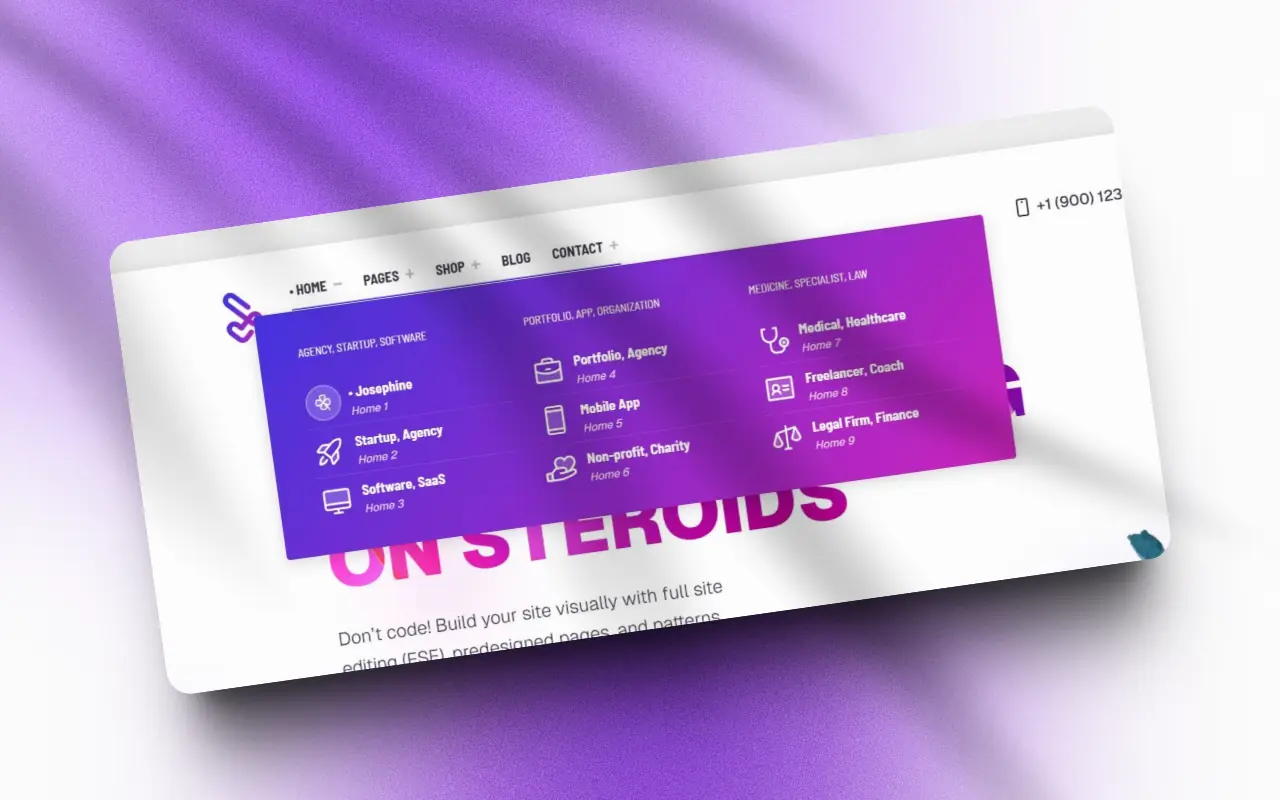 • HOME − PAGES + SHOP + BLOG CONTACT +
+1 (900) 123
AGENCY, STARTUP, SOFTWARE
• Josephine
Home 1
Startup, Agency
Home 2
Software, SaaS
Home 3
PORTFOLIO, APP, ORGANIZATION
Portfolio, Agency
Home 4
Mobile App
Home 5
Non-profit, Charity
Home 6
MEDICINE, SPECIALIST, LAW
Medical, Healthcare
Home 7
Freelancer, Coach
Home 8
Legal Firm, Finance
Home 9
ON STEROIDS
Don't code! Build your site visually with full site
editing (FSE), predesigned pages, and patterns